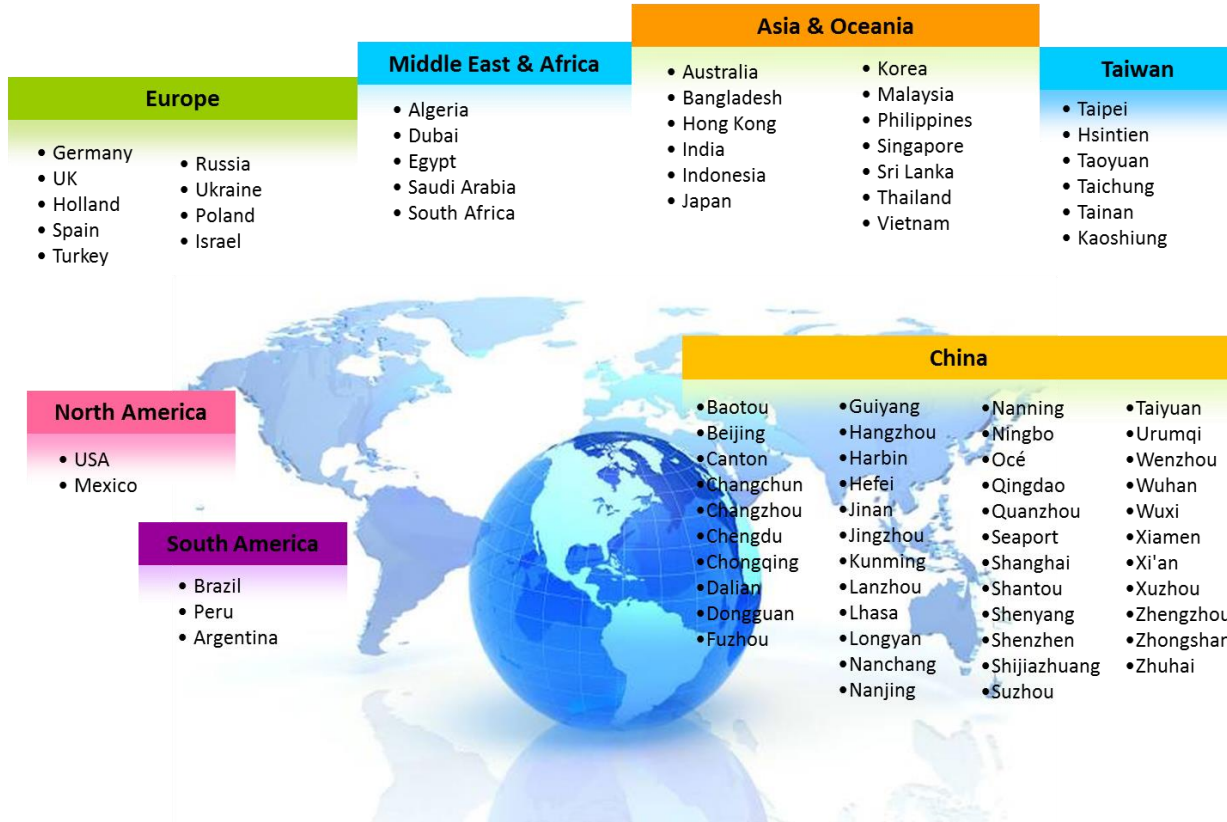 Europe
• Germany
• UK
• Holland
• Spain
• Turkey
• Russia
• Ukraine
• Poland
• Israel
Middle East & Africa
• Algeria
• Dubai
• Egypt
• Saudi Arabia
• South Africa
Asia & Oceania
• Australia
• Bangladesh
• Hong Kong
• India
• Indonesia
• Japan
• Korea
• Malaysia
• Philippines
• Singapore
• Sri Lanka
• Thailand
• Vietnam
Taiwan
• Taipei
• Hsintien
• Taoyuan
• Taichung
• Tainan
• Kaoshiung
North America
• USA
• Mexico
South America
• Brazil
• Peru
• Argentina
China
•Baotou
•Beijing
•Canton
•Changchun
•Changzhou
•Chengdu
•Chongqing
•Dalian
•Dongguan
•Fuzhou
•Guiyang
•Hangzhou
•Harbin
•Hefei
•Jinan
•Jingzhou
•Kunming
•Lanzhou
•Lhasa
•Longyan
•Nanchang
•Nanjing
•Nanning
•Ningbo
•Océ
•Qingdao
•Quanzhou
•Seaport
•Shanghai
•Shantou
•Shenyang
•Shenzhen
•Shijiazhuang
•Suzhou
•Taiyuan
•Urumqi
•Wenzhou
•Wuhan
•Wuxi
•Xiamen
•Xi'an
•Xuzhou
•Zhengzhou
•Zhongshan
•Zhuhai